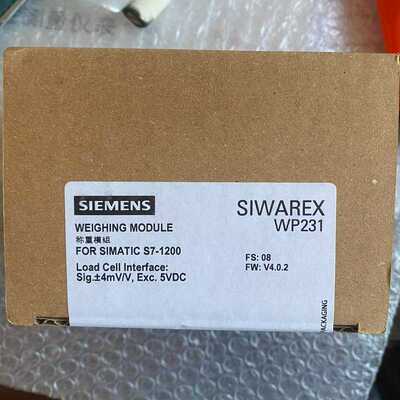 SIEMENS
WEIGHING MODULE
称重模組
FOR SIMATIC S7-1200
Load Cell Interface:
Sig.±4mV/V, Exc. 5VDC
SIWAREX
WP231
FS: 08
FW: V4.0.2
PACKAGING